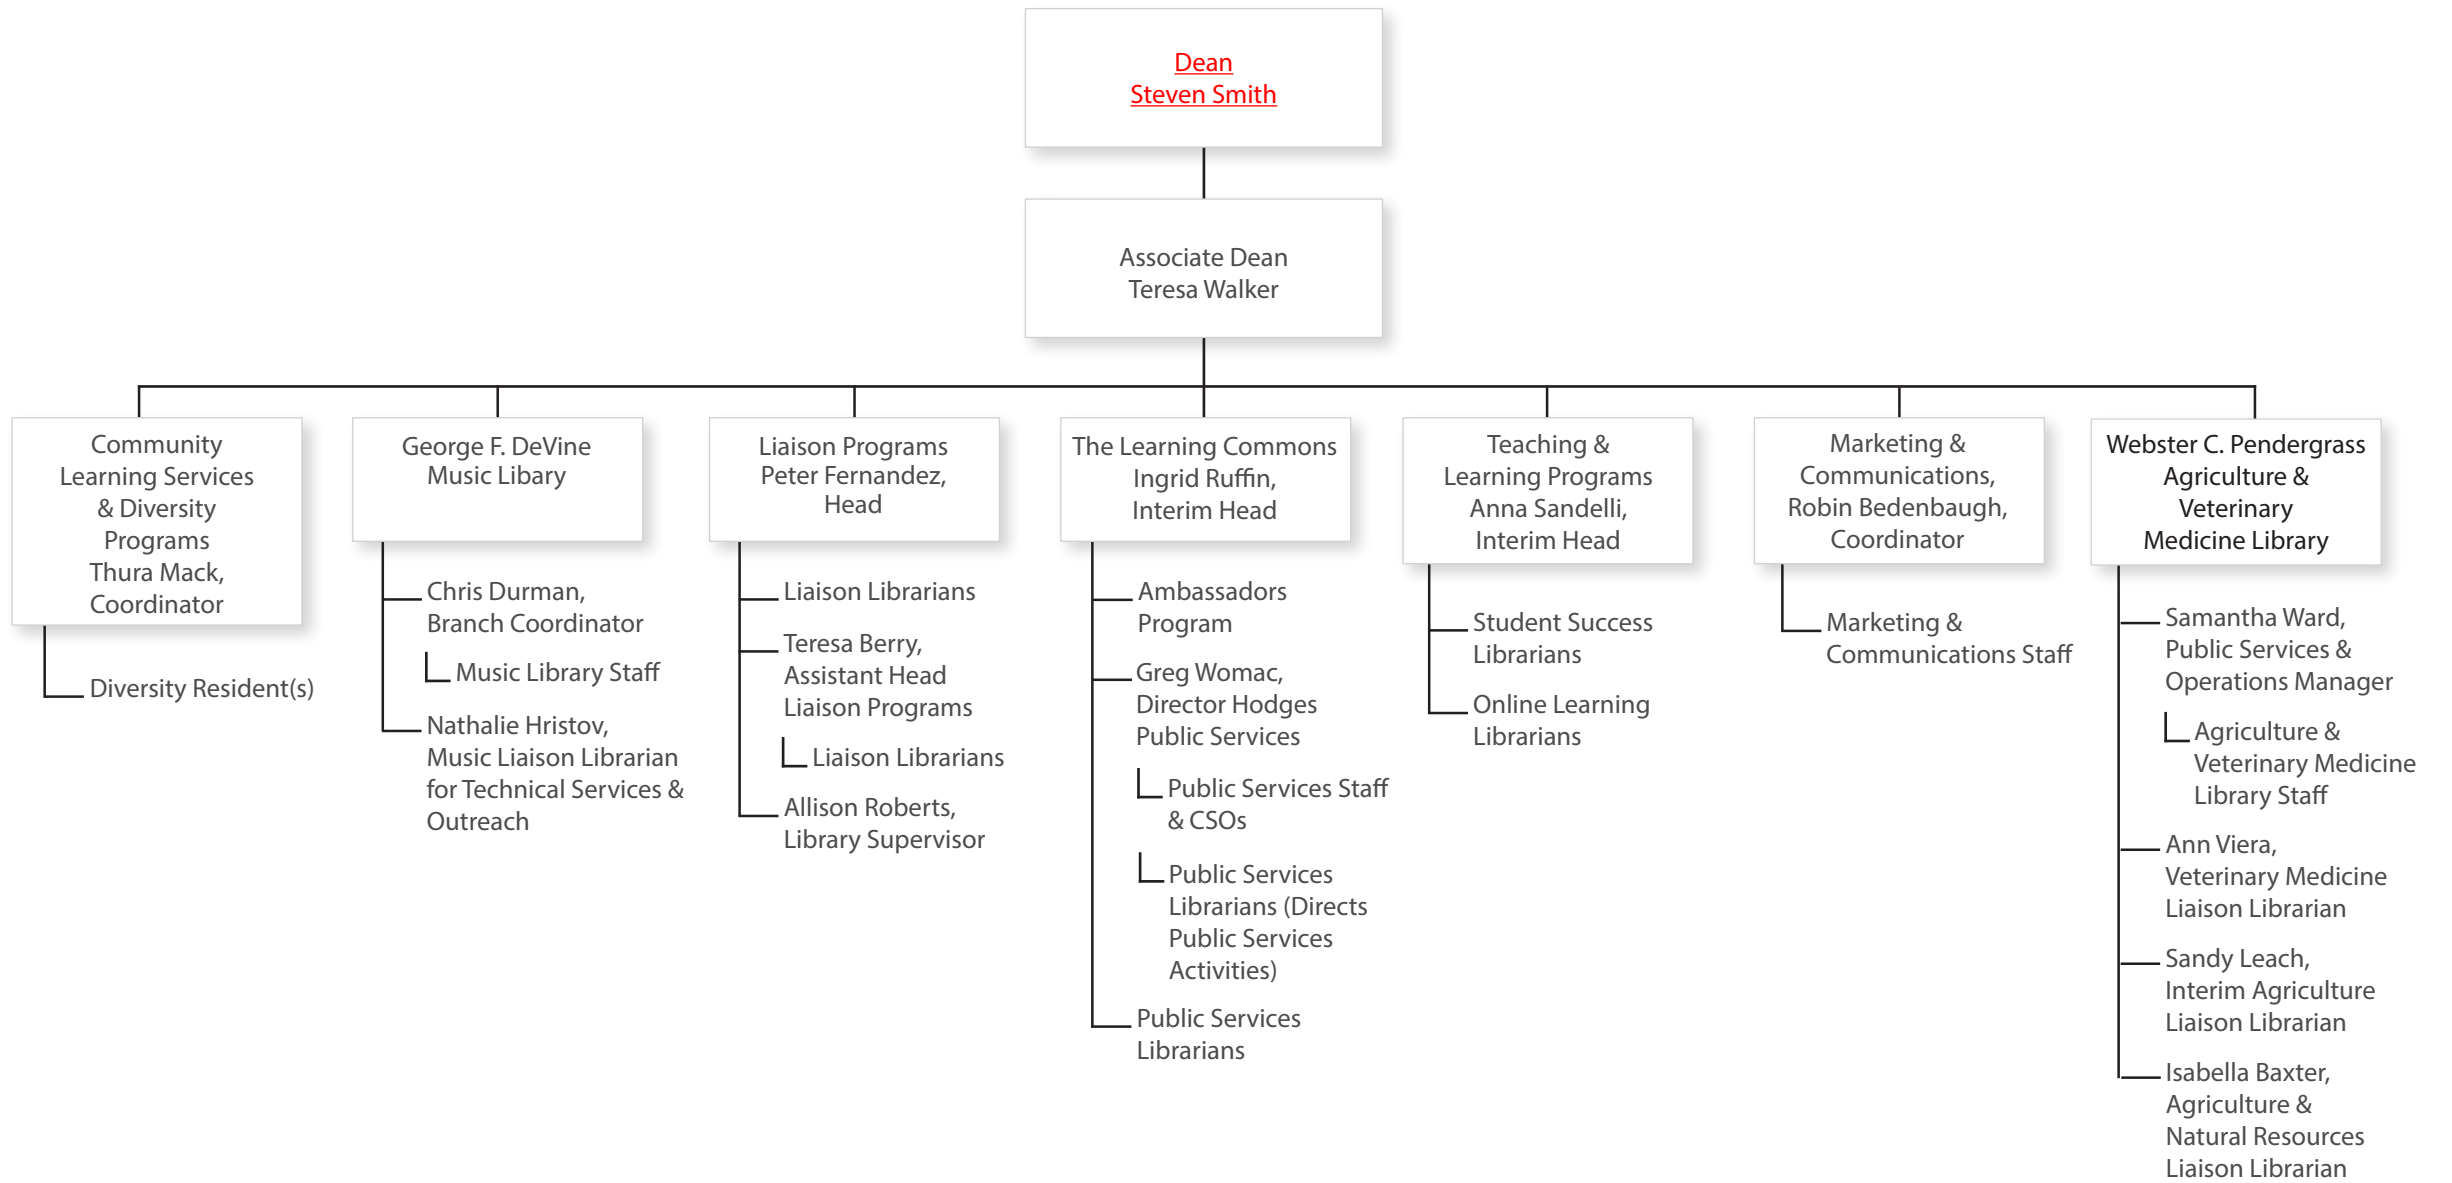 Dean
Steven Smith
Associate Dean
Teresa Walker
Community
Learning Services
& Diversity
Programs
Thura Mack,
Coordinator
Diversity Resident(s)
George F. DeVine
Music Libary
Chris Durman,
Branch Coordinator
Music Library Staff
Nathalie Hristov,
Music Liaison Librarian
for Technical Services &
Outreach
Liaison Programs
Peter Fernandez,
Head
Liaison Librarians
Teresa Berry,
Assistant Head
Liaison Programs
Liaison Librarians
Allison Roberts,
Library Supervisor
The Learning Commons
Ingrid Ruffin,
Interim Head
Ambassadors
Program
Greg Womac,
Director Hodges
Public Services
Public Services Staff
& CSOs
Public Services
Librarians (Directs
Public Services
Activities)
Public Services
Librarians
Teaching &
Learning Programs
Anna Sandelli,
Interim Head
Student Success
Librarians
Online Learning
Librarians
Marketing &
Communications,
Robin Bedenbaugh,
Coordinator
Marketing &
Communications Staff
Webster C. Pendergrass
Agriculture &
Veterinary
Medicine Library
Samantha Ward,
Public Services &
Operations Manager
Agriculture &
Veterinary Medicine
Library Staff
Ann Viera,
Veterinary Medicine
Liaison Librarian
Sandy Leach,
Interim Agriculture
Liaison Librarian
Isabella Baxter,
Agriculture &
Natural Resources
Liaison Librarian